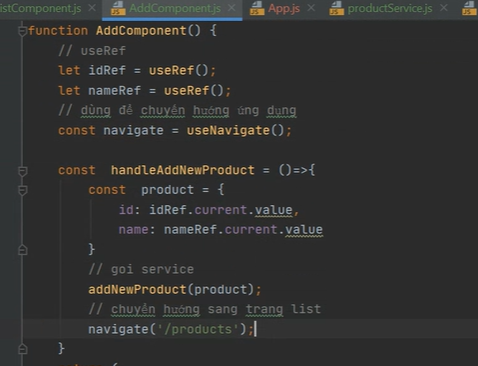 istComponent.js AddComponent.js App.js productService.js
function AddComponent() {
// useRef
let idRef = useRef();
let nameRef = useRef();
// dùng để chuyển hướng ứng dụng
const navigate = useNavigate();
const handleAddNewProduct = ()=>{
const product = {
id: idRef.current.value,
name: nameRef.current.value
}
// goi service
addNewProduct(product);
// chuyển hướng sang trang list
navigate('/products');
}